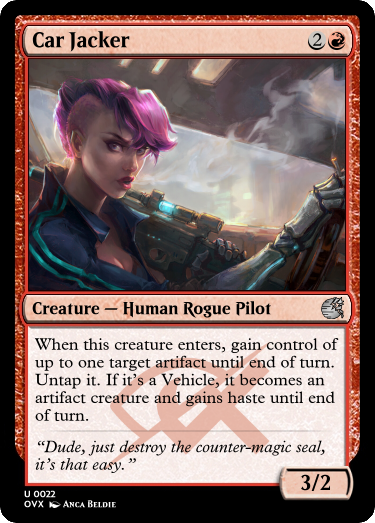 Car Jacker
2
Creature — Human Rogue Pilot
When this creature enters, gain control of
up to one target artifact until end of turn.
Untap it. If it's a Vehicle, it becomes an
artifact creature and gains haste until end
of turn.
“Dude, just destroy the counter-magic seal,
it's that easy.”
3/2
U 0022
OVX Anca Beldie